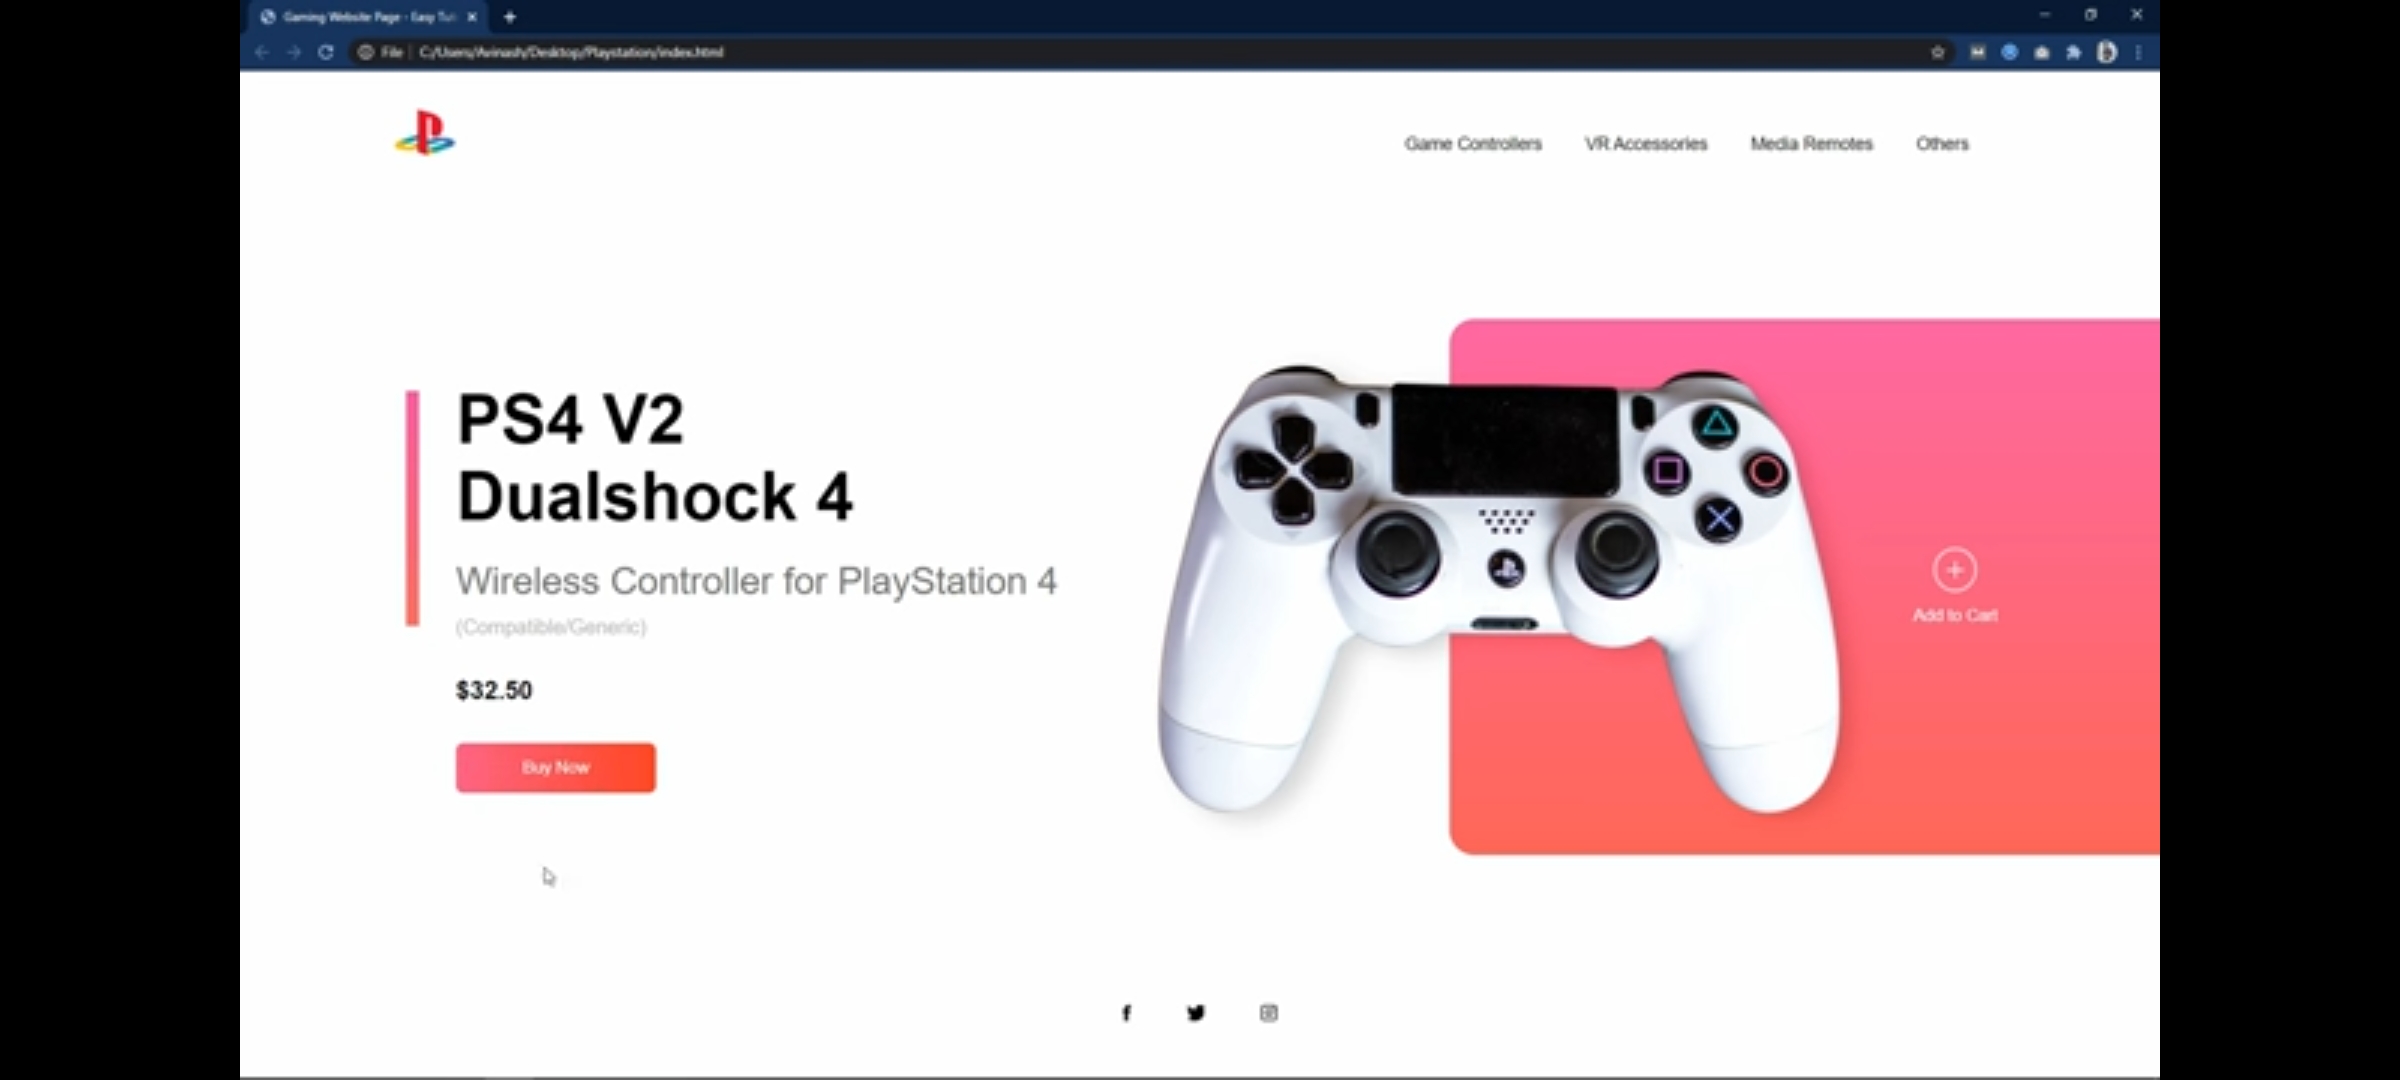 Gaming Website Page - Easy Tut
File C:/Users/Avinash/Desktop/Playstation/index.html
Game Controllers VR Accessories Media Remotes Others
PS4 V2
Dualshock 4
Wireless Controller for PlayStation 4
(Compatible/Generic)
$32.50
Buy Now
Add to Cart